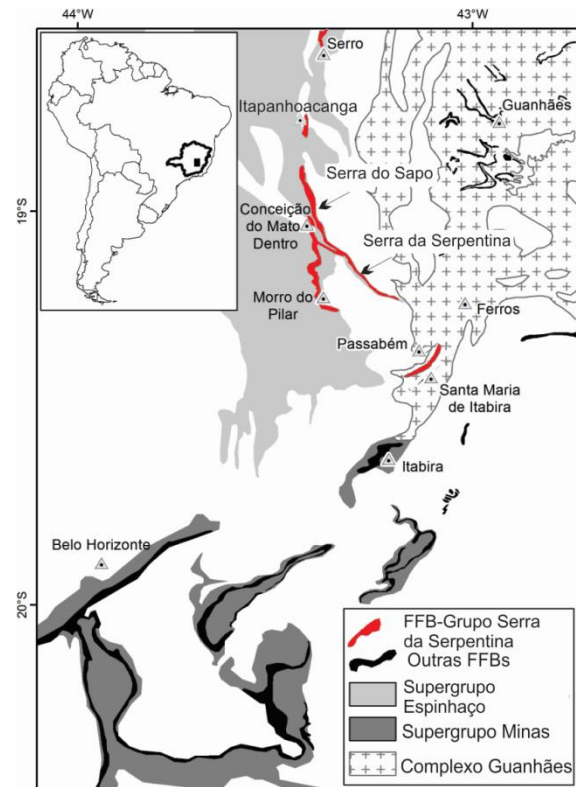 44°W
43°W
Serro
Guanhães
Itapanhoacanga
Serra do Sapo
19°S
Conceição
do Mato
Dentro
Serra da Serpentina
Morro do
Pilar
Ferros
Passabém
Santa Maria
de Itabira
Itabira
Belo Horizonte
20°S
FFB-Grupo Serra
da Serpentina
Outras FFBs
Supergrupo
Espinhaço
Supergrupo Minas
Complexo Guanhães